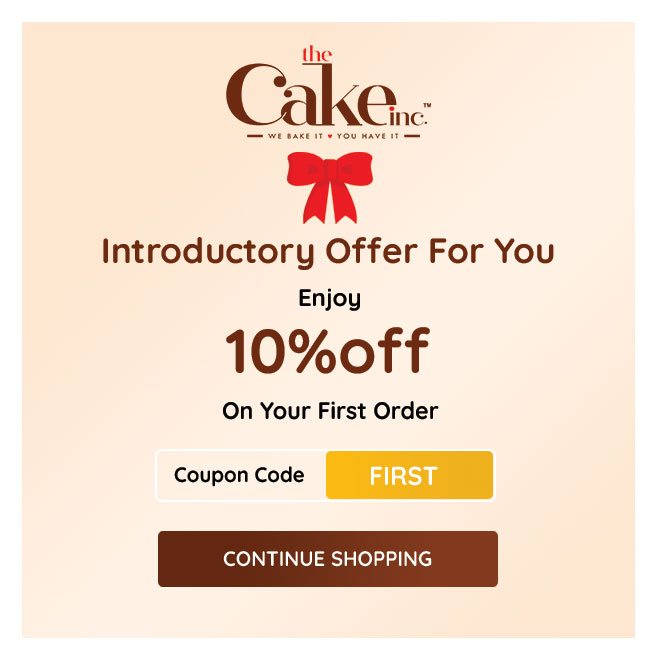 the
Cake inc.™
WE BAKE IT ♥ YOU HAVE IT
Introductory Offer For You
Enjoy
10%off
On Your First Order
Coupon Code FIRST
CONTINUE SHOPPING